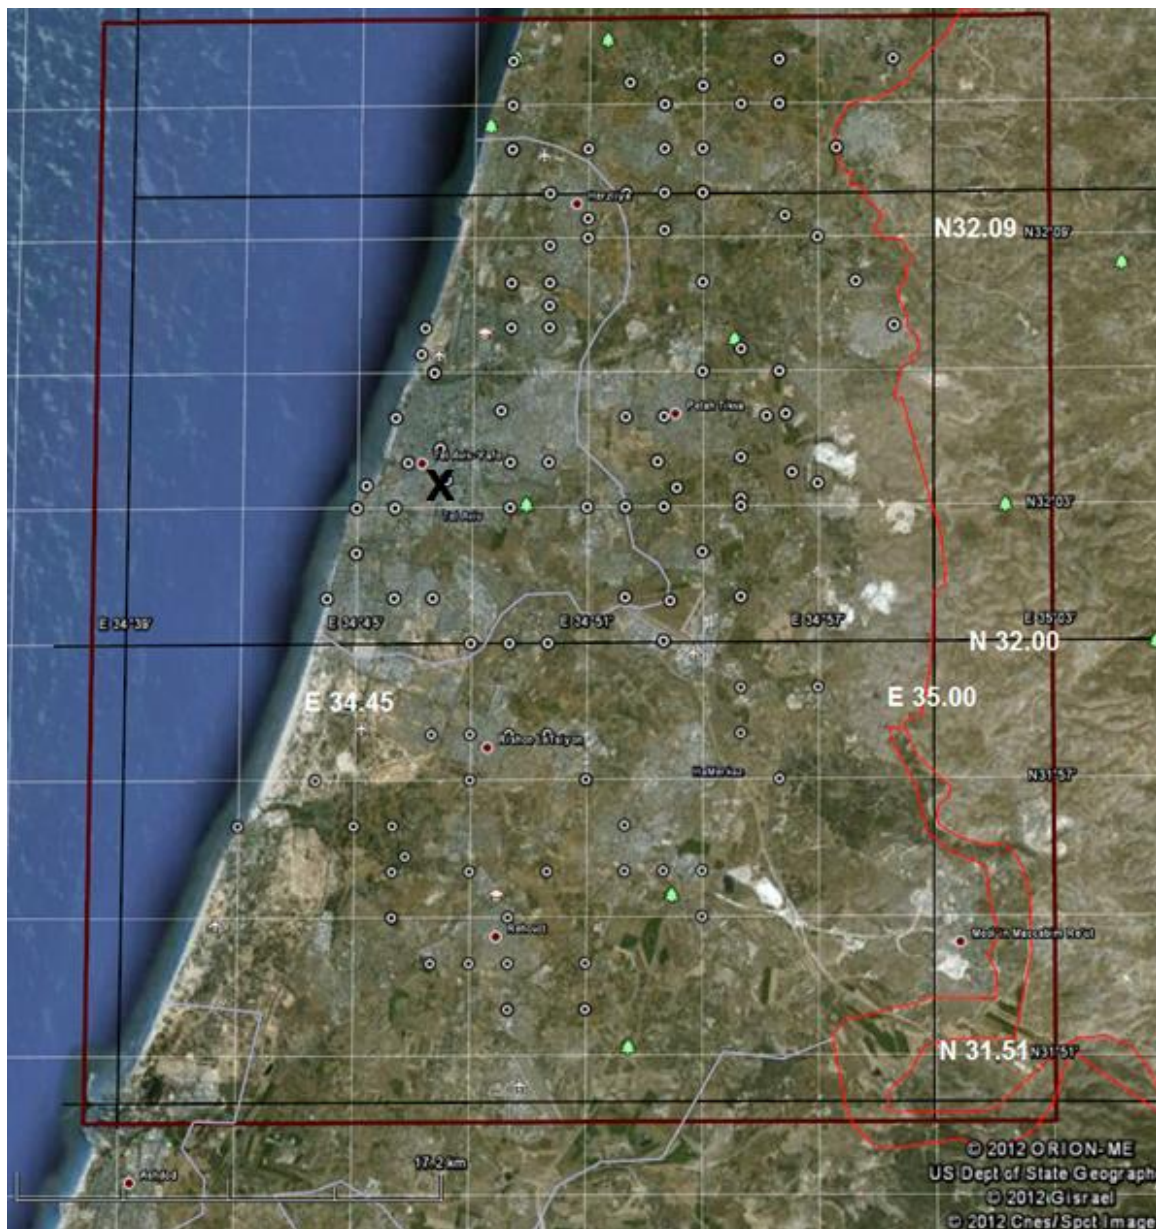 Herzliya
N32.09 N32°09'
Petah Tikva
Tel Aviv-Yafo
X
Tel Aviv
N32°03'
E 34°39' E 34°45' E 34°51' E 34°57' E 35°03'
N 32.00
E 34.45 E 35.00
Rishon LeTsiyon
HaMerkaz N31°57'
Rehovot
Modi'in Maccabim Re'ut
N 31.51 N31°51'
© 2012 ORION-ME
17.2 km
US Dept of State Geograph
Ashdod
© 2012 Gisrael
© 2012 Cnes/Spot Image